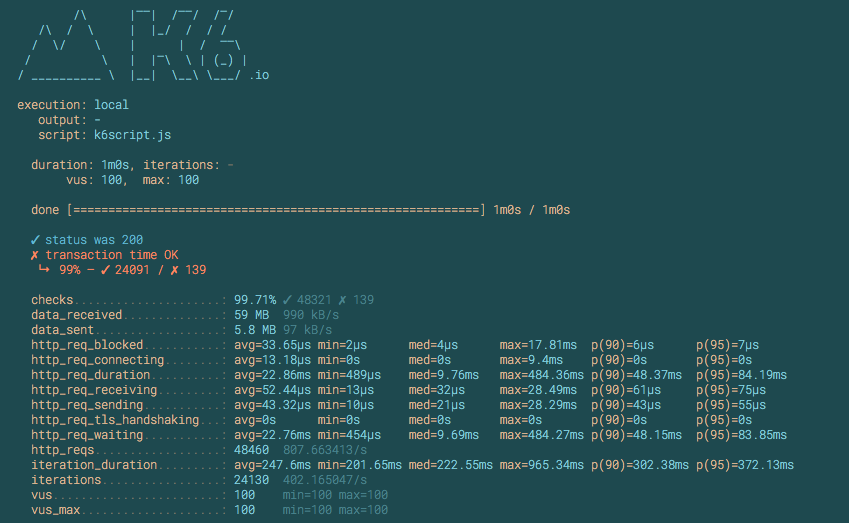 .io
execution: local
output: -
script: k6script.js
duration: 1m0s, iterations: -
vus: 100, max: 100
done [==========================================================] 1m0s / 1m0s
✓ status was 200
✗ transaction time OK
↳ 99% — ✓ 24091 / ✗ 139
checks.....................: 99.71% ✓ 48321 ✗ 139
data_received..............: 59 MB 990 kB/s
data_sent..................: 5.8 MB 97 kB/s
http_req_blocked...........: avg=33.65µs min=2µs med=4µs max=17.81ms p(90)=6µs p(95)=7µs
http_req_connecting........: avg=13.18µs min=0s med=0s max=9.4ms p(90)=0s p(95)=0s
http_req_duration..........: avg=22.86ms min=489µs med=9.76ms max=484.36ms p(90)=48.37ms p(95)=84.19ms
http_req_receiving.........: avg=52.44µs min=13µs med=32µs max=28.49ms p(90)=61µs p(95)=75µs
http_req_sending...........: avg=43.32µs min=10µs med=21µs max=28.29ms p(90)=43µs p(95)=55µs
http_req_tls_handshaking...: avg=0s min=0s med=0s max=0s p(90)=0s p(95)=0s
http_req_waiting...........: avg=22.76ms min=454µs med=9.69ms max=484.27ms p(90)=48.15ms p(95)=83.85ms
http_reqs..................: 48460 807.663413/s
iteration_duration.........: avg=247.6ms min=201.65ms med=222.55ms max=965.34ms p(90)=302.38ms p(95)=372.13ms
iterations.................: 24130 402.165047/s
vus........................: 100 min=100 max=100
vus_max....................: 100 min=100 max=100